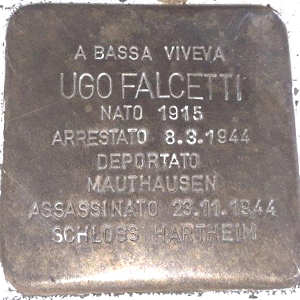 A BASSA VIVEVA
UGO FALCETTI
NATO 1915
ARRESTATO 8.3.1944
DEPORTATO
MAUTHAUSEN
ASSASSINATO 23.11.1944
SCHLOSS HARTHEIM